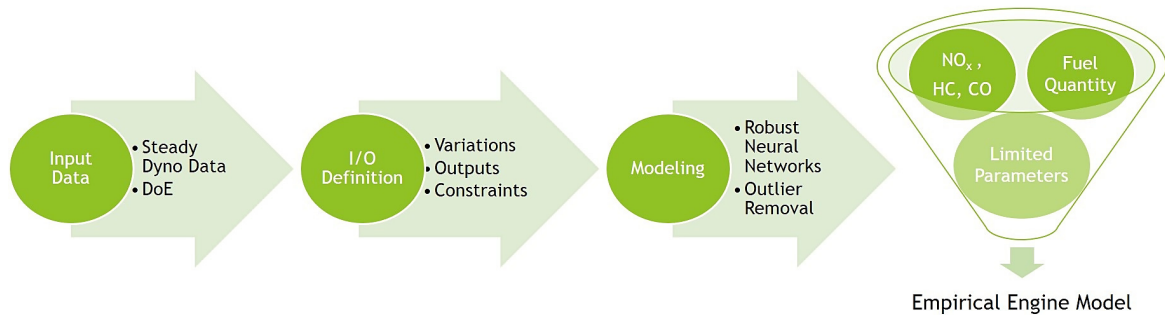 Input
Data
• Steady
Dyno Data
• DoE
I/O
Definition
• Variations
• Outputs
• Constraints
Modeling
• Robust
Neural
Networks
• Outlier
Removal
NOₓ ,
HC, CO
Fuel
Quantity
Limited
Parameters
Empirical Engine Model